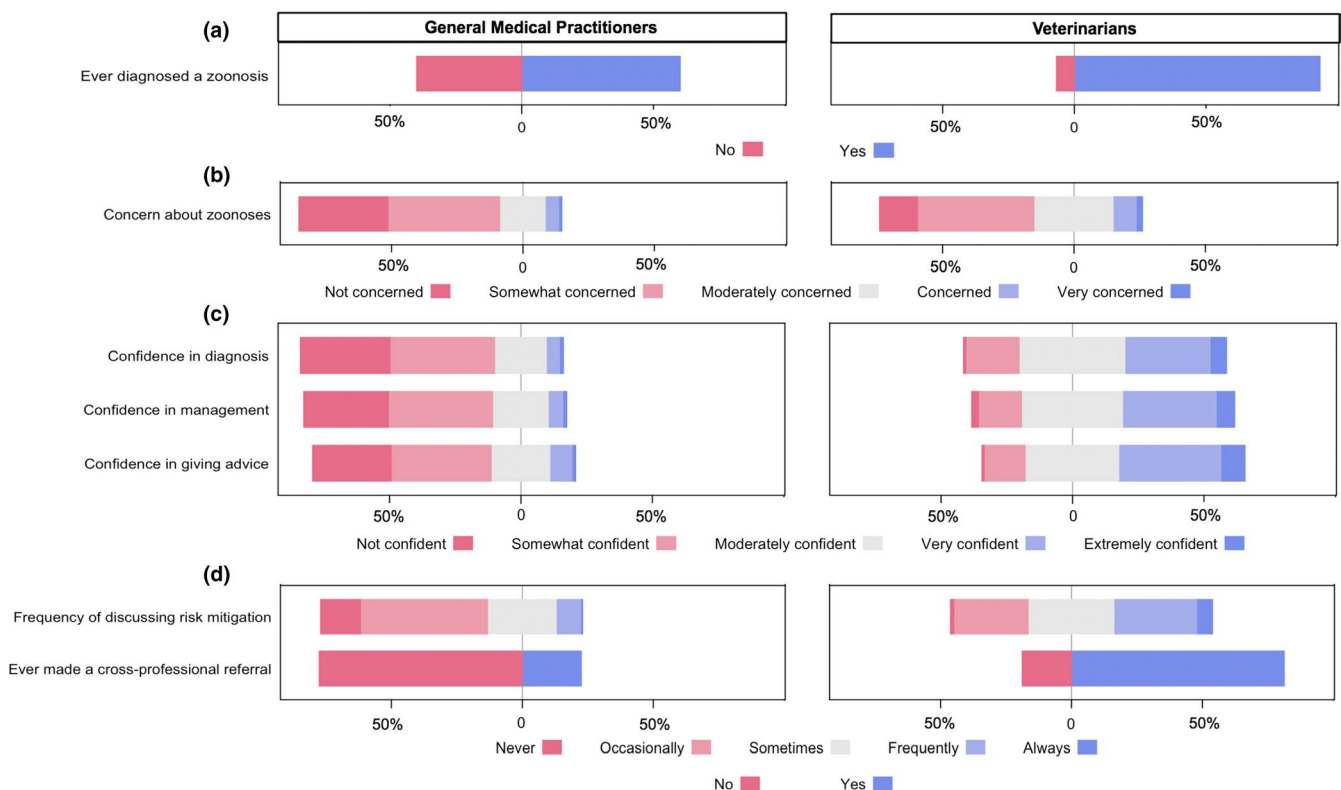 (a)
General Medical Practitioners
Veterinarians
Ever diagnosed a zoonosis
50% 0 50%
50% 0 50%
No Yes
(b)
Concern about zoonoses
50% 0 50%
50% 0 50%
Not concerned Somewhat concerned Moderately concerned Concerned Very concerned
(c)
Confidence in diagnosis
Confidence in management
Confidence in giving advice
50% 0 50%
50% 0 50%
Not confident Somewhat confident Moderately confident Very confident Extremely confident
(d)
Frequency of discussing risk mitigation
Ever made a cross-professional referral
50% 0 50%
50% 0 50%
Never Occasionally Sometimes Frequently Always
No Yes